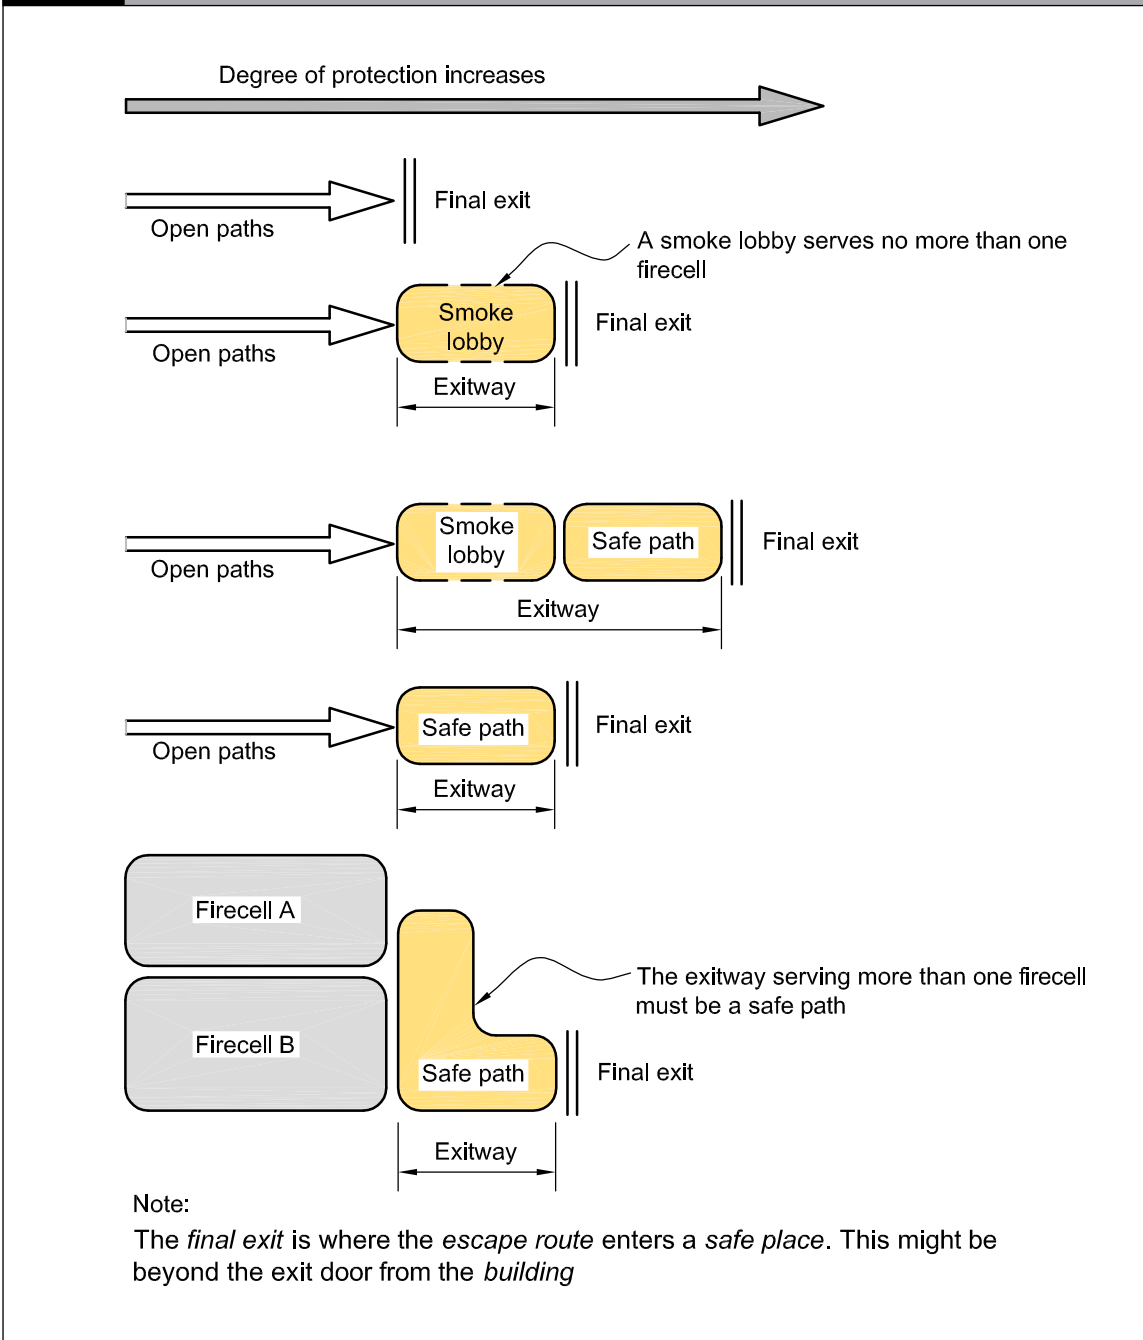 Degree of protection increases
Final exit
Open paths
A smoke lobby serves no more than one
firecell
Smoke
lobby
Final exit
Open paths
Exitway
Smoke
lobby
Safe path
Final exit
Open paths
Exitway
Safe path
Final exit
Open paths
Exitway
Firecell A
The exitway serving more than one firecell
must be a safe path
Firecell B
Safe path
Final exit
Exitway
Note:
The final exit is where the escape route enters a safe place. This might be
beyond the exit door from the building